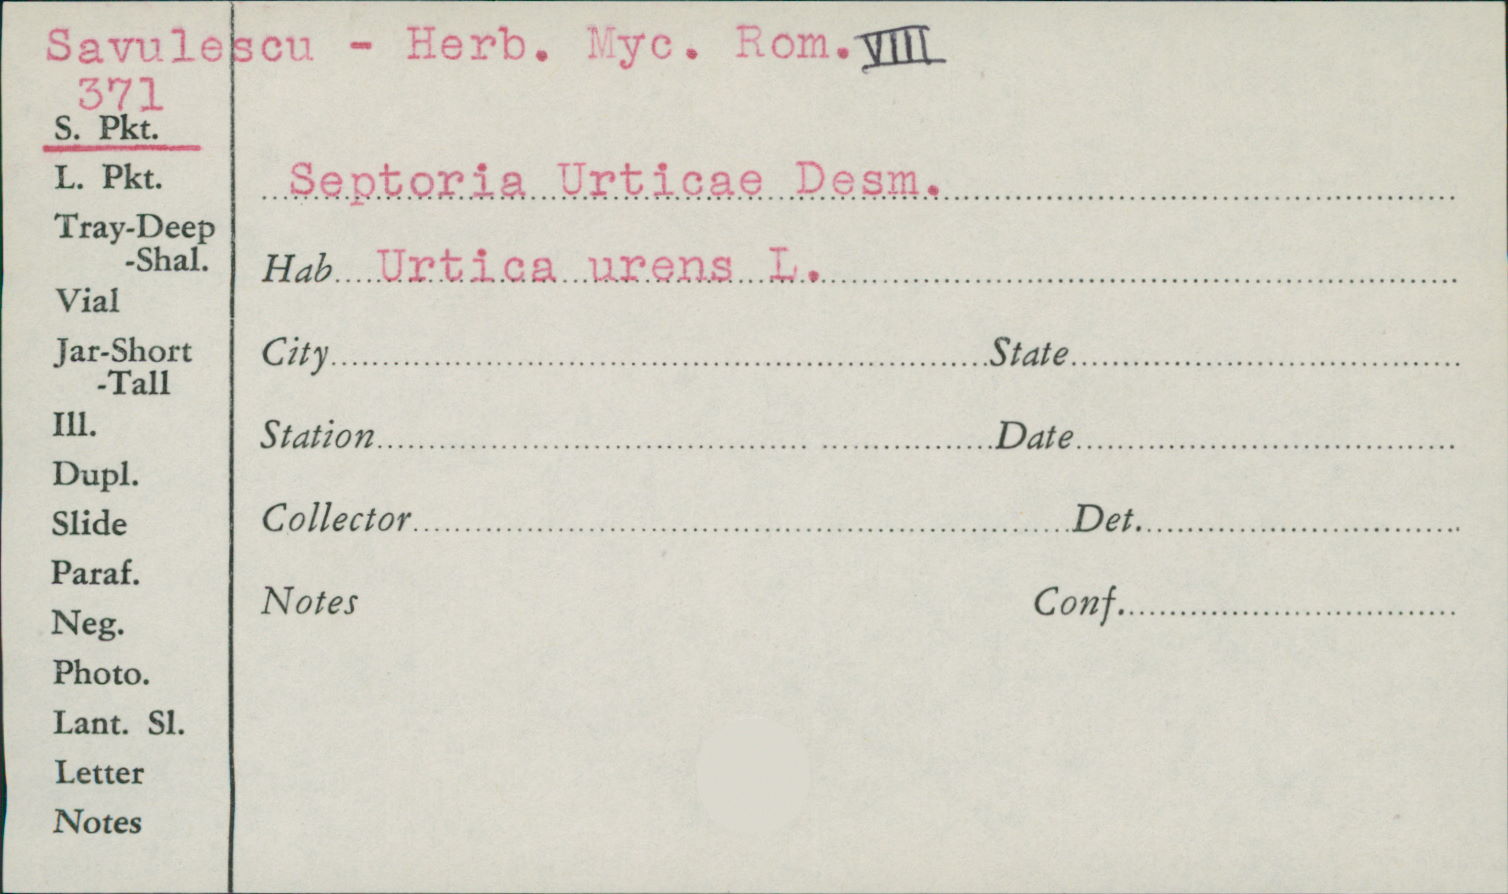 Savulescu - Herb. Myc. Rom. VIII
371
S. Pkt.
L. Pkt.
Tray-Deep
-Shal.
Vial
Jar-Short
-Tall
Ill.
Dupl.
Slide
Paraf.
Neg.
Photo.
Lant. Sl.
Letter
Notes
Septoria Urticae Desm.
Hab Urtica urens L.
City State
Station Date
Collector Det.
Notes Conf.